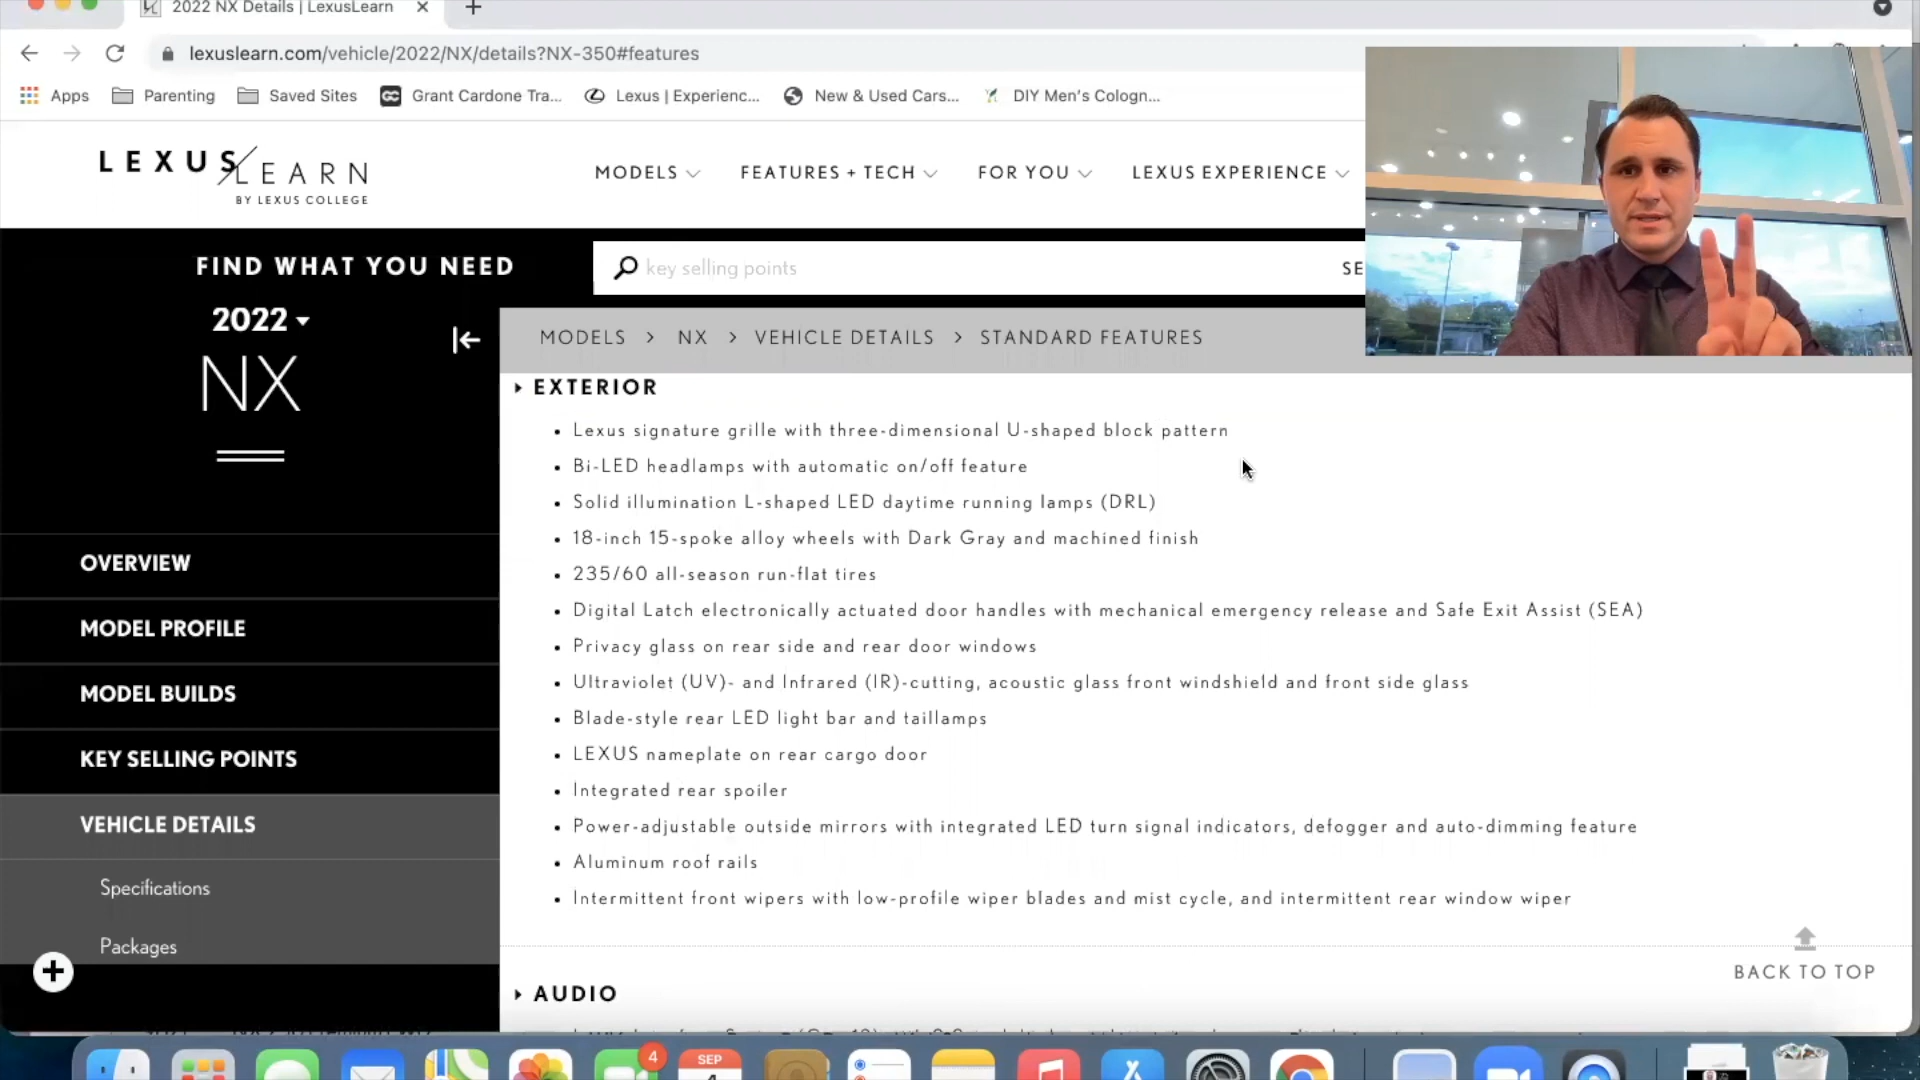 2022 NX Details | LexusLearn
lexuslearn.com/vehicle/2022/NX/details?NX-350#features
Apps
Parenting
Saved Sites
Grant Cardone Tra...
Lexus | Experienc...
New & Used Cars...
DIY Men's Cologn...
LEXUS LEARN
BY LEXUS COLLEGE
MODELS
FEATURES + TECH
FOR YOU
LEXUS EXPERIENCE
FIND WHAT YOU NEED
key selling points
SE
2022
NX
OVERVIEW
MODEL PROFILE
MODEL BUILDS
KEY SELLING POINTS
VEHICLE DETAILS
Specifications
Packages
MODELS > NX > VEHICLE DETAILS > STANDARD FEATURES
EXTERIOR
• Lexus signature grille with three-dimensional U-shaped block pattern
• Bi-LED headlamps with automatic on/off feature
• Solid illumination L-shaped LED daytime running lamps (DRL)
• 18-inch 15-spoke alloy wheels with Dark Gray and machined finish
• 235/60 all-season run-flat tires
• Digital Latch electronically actuated door handles with mechanical emergency release and Safe Exit Assist (SEA)
• Privacy glass on rear side and rear door windows
• Ultraviolet (UV)- and Infrared (IR)-cutting, acoustic glass front windshield and front side glass
• Blade-style rear LED light bar and taillamps
• LEXUS nameplate on rear cargo door
• Integrated rear spoiler
• Power-adjustable outside mirrors with integrated LED turn signal indicators, defogger and auto-dimming feature
• Aluminum roof rails
• Intermittent front wipers with low-profile wiper blades and mist cycle, and intermittent rear window wiper
BACK TO TOP
AUDIO
4
SEP